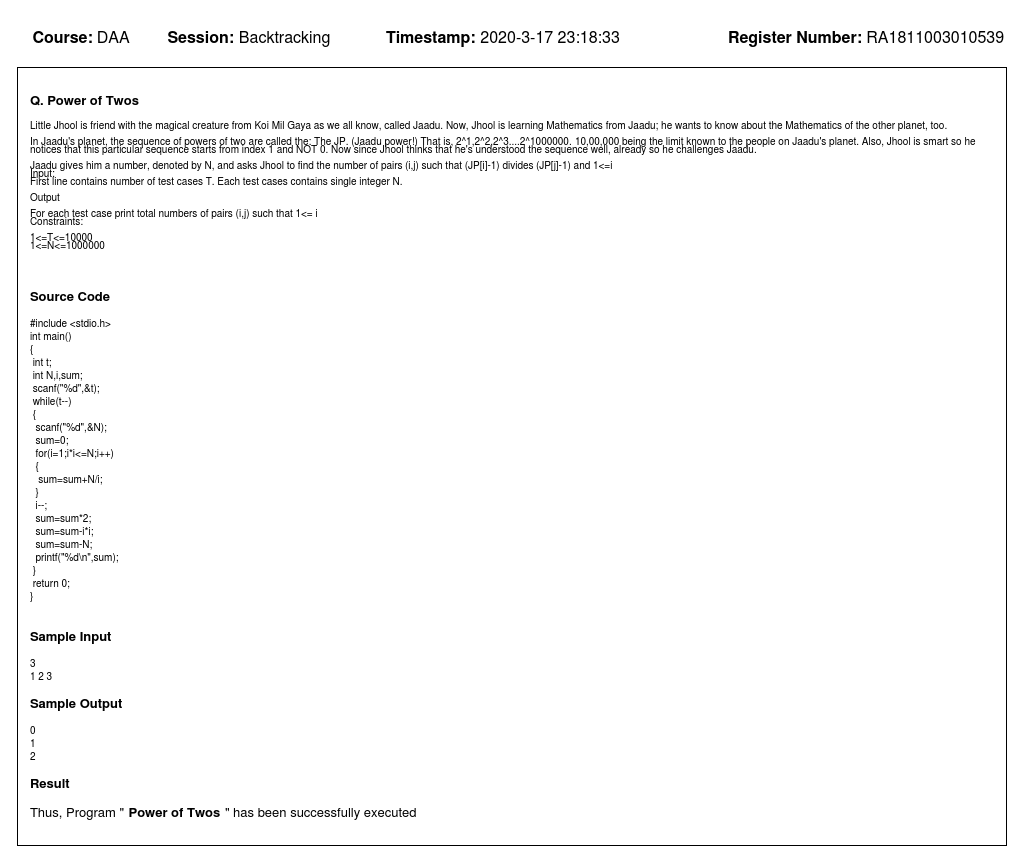 Course: DAA Session: Backtracking Timestamp: 2020-3-17 23:18:33 Register Number: RA1811003010539
Q. Power of Twos
Little Jhool is friend with the magical creature from Koi Mil Gaya as we all know, called Jaadu. Now, Jhool is learning Mathematics from Jaadu; he wants to know about the Mathematics of the other planet, too.
In Jaadu's planet, the sequence of powers of two are called the: The JP. (Jaadu power!) That is, 2^1,2^2,2^3....2^1000000. 10,00,000 being the limit known to the people on Jaadu's planet. Also, Jhool is smart so he
notices that this particular sequence starts from index 1 and NOT 0. Now since Jhool thinks that he's understood the sequence well, already so he challenges Jaadu.
Jaadu gives him a number, denoted by N, and asks Jhool to find the number of pairs (i,j) such that (JP[i]-1) divides (JP[j]-1) and 1<=i
Input:
First line contains number of test cases T. Each test cases contains single integer N.
Output
For each test case print total numbers of pairs (i,j) such that 1<= i
Constraints:
1<=T<=10000
1<=N<=1000000
Source Code
#include <stdio.h>
int main()
{
int t;
int N,i,sum;
scanf("%d",&t);
while(t--)
{
scanf("%d",&N);
sum=0;
for(i=1;i*i<=N;i++)
{
sum=sum+N/i;
}
i--;
sum=sum*2;
sum=sum-i*i;
sum=sum-N;
printf("%d\n",sum);
}
return 0;
}
Sample Input
3
1 2 3
Sample Output
0
1
2
Result
Thus, Program " Power of Twos " has been successfully executed